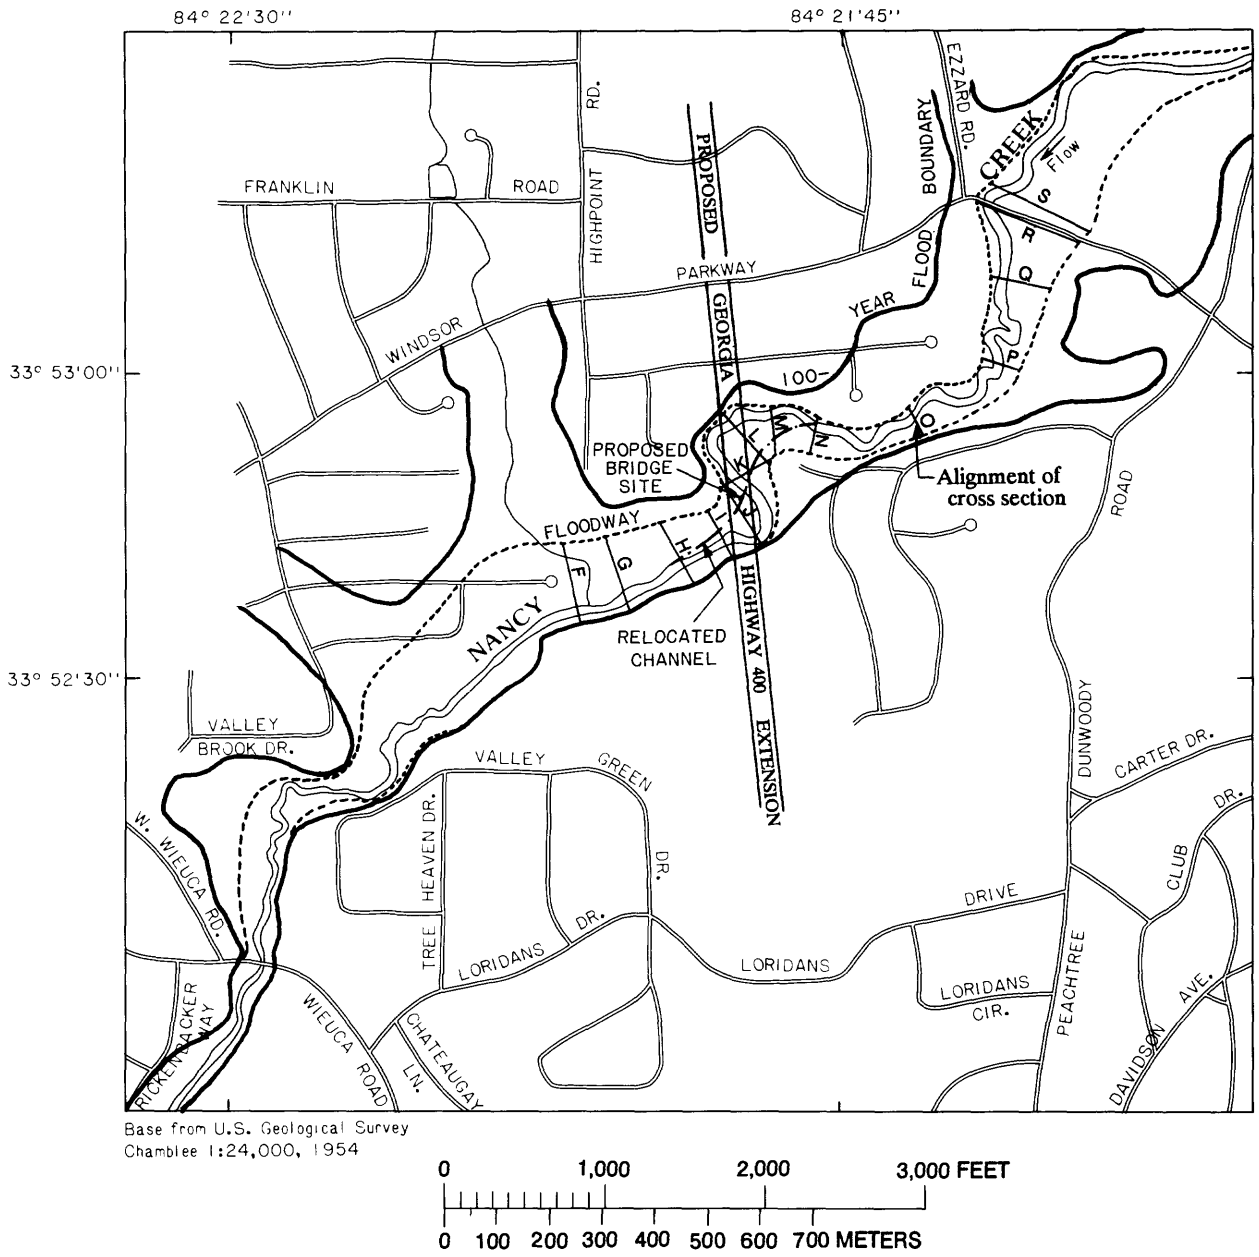 84° 22'30"
84° 21'45"
EZZARD RD.
CREEK
Flow
HIGHPOINT RD.
PROPOSED GEORGIA HIGHWAY 400 EXTENSION
FRANKLIN ROAD
100-YEAR FLOOD BOUNDARY
S
R
Q
P
WINDSOR PARKWAY
33° 53'00"
O
N
M
L
K
J
I
H
G
F
PROPOSED
BRIDGE
SITE
Alignment of
cross section
FLOODWAY
NANCY
RELOCATED
CHANNEL
33° 52'30"
VALLEY
BROOK DR.
VALLEY GREEN DR.
PEACHTREE DUNWOODY ROAD
CARTER DR.
CLUB DR.
W. WIEUCA RD.
TREE HEAVEN DR.
LORIDANS DR.
LORIDANS DRIVE
LORIDANS
CIR.
DAVIDSON AVE.
RICKENBACKER
WAY
WIEUCA ROAD
CHATEAUGAY
LN.
Base from U.S. Geological Survey
Chamblee 1:24,000, 1954
0 1,000 2,000 3,000 FEET
0 100 200 300 400 500 600 700 METERS